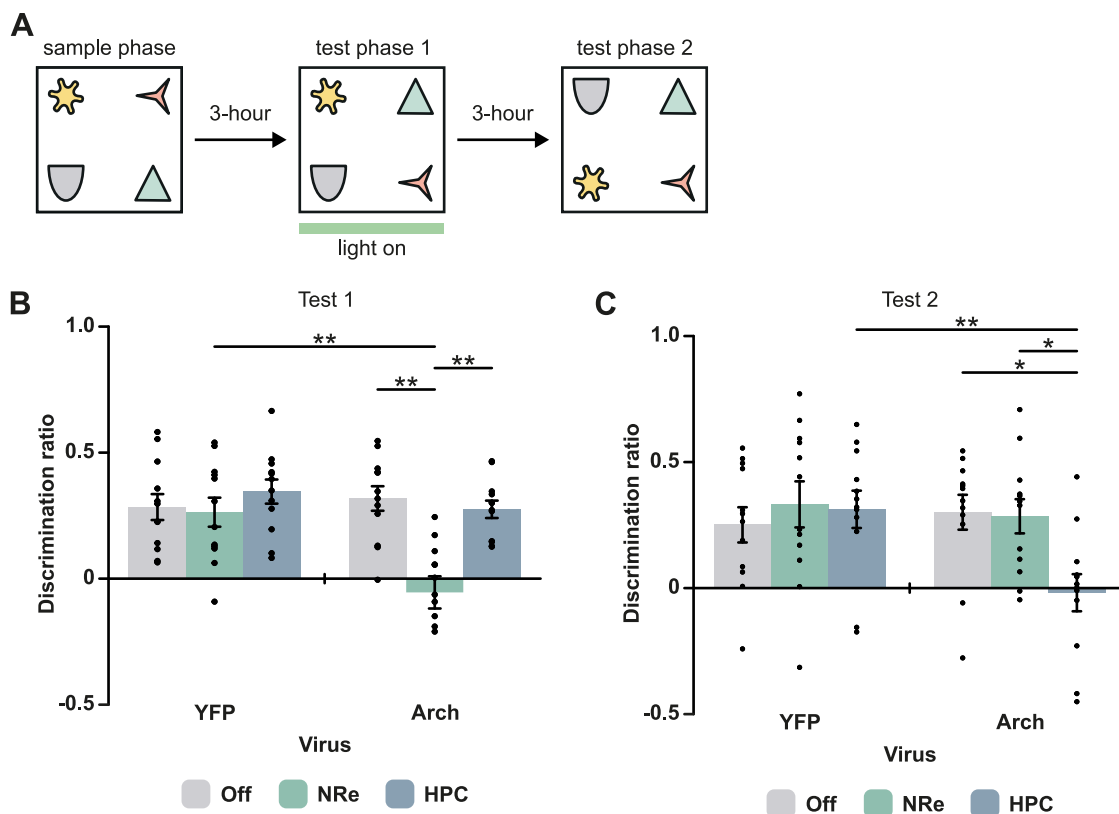 A
sample phase
test phase 1
test phase 2
3-hour
3-hour
light on
B
Test 1
1.0
0.5
0
-0.5
Discrimination ratio
**
**
**
YFP
Arch
Virus
Off
NRe
HPC
C
Test 2
1.0
0.5
0
-0.5
Discrimination ratio
**
*
*
YFP
Arch
Virus
Off
NRe
HPC